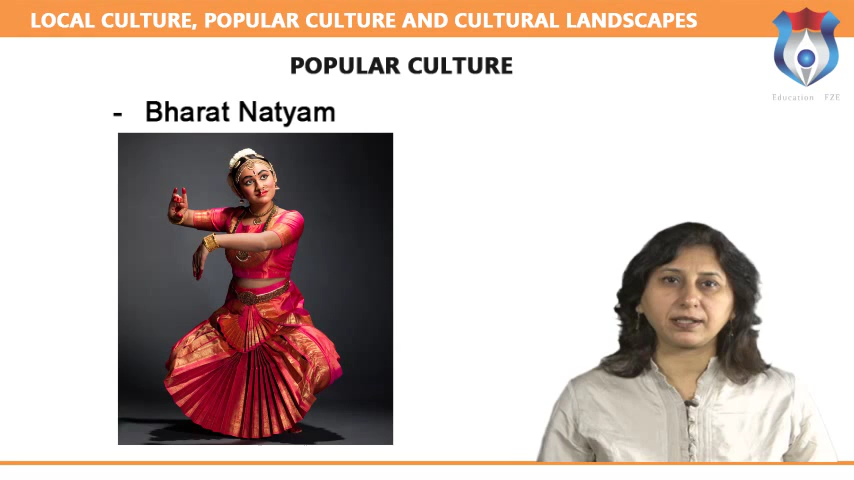 LOCAL CULTURE, POPULAR CULTURE AND CULTURAL LANDSCAPES
POPULAR CULTURE
Education FZE
- Bharat Natyam